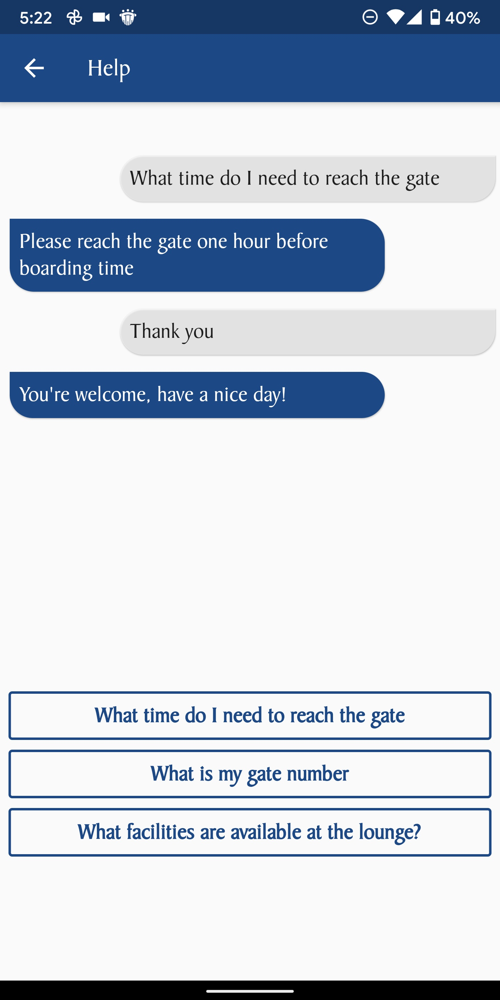 5:22
40%
Help
What time do I need to reach the gate
Please reach the gate one hour before
boarding time
Thank you
You're welcome, have a nice day!
What time do I need to reach the gate
What is my gate number
What facilities are available at the lounge?